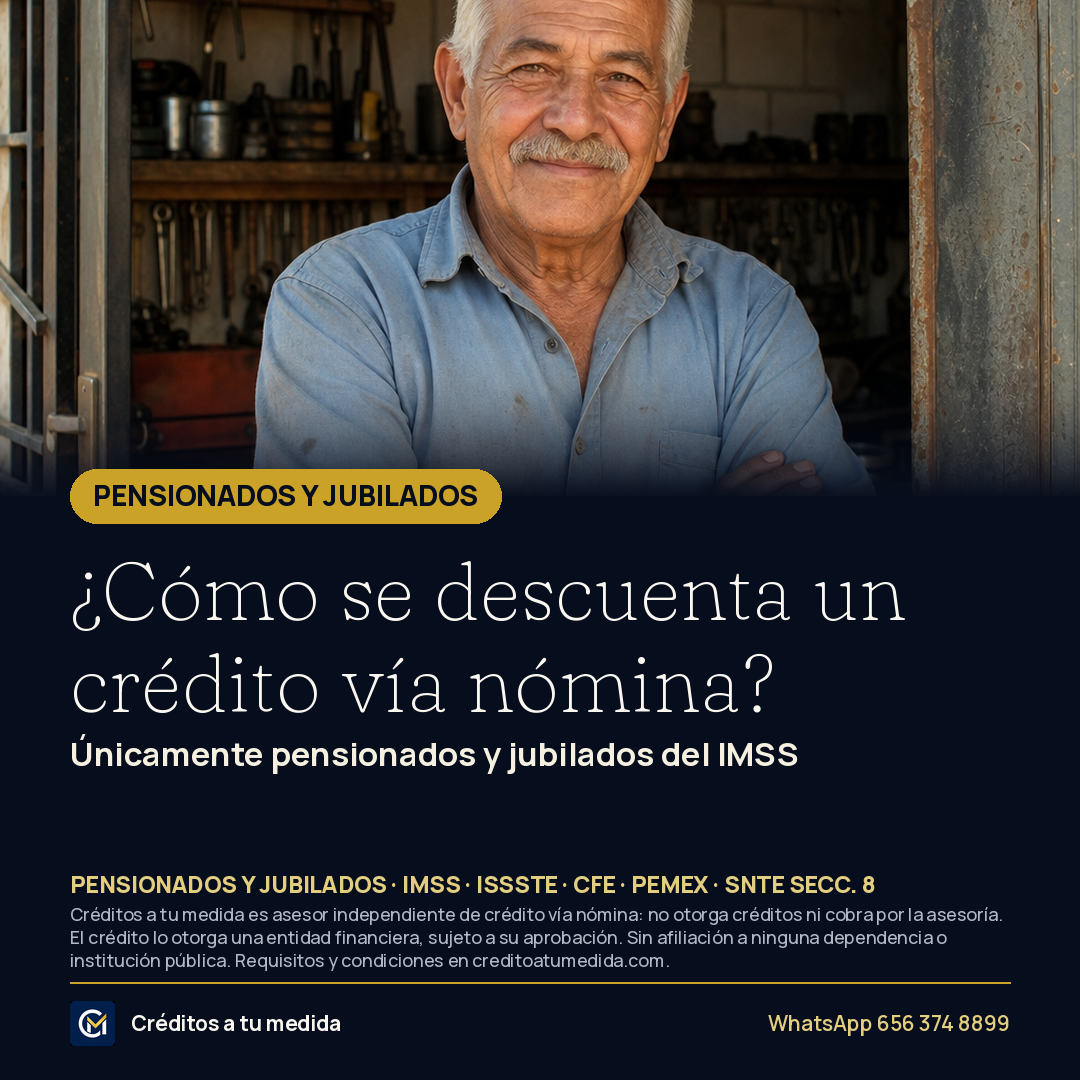 PENSIONADOS Y JUBILADOS
¿Cómo se descuenta un
crédito vía nómina?
Únicamente pensionados y jubilados del IMSS
PENSIONADOS Y JUBILADOS · IMSS · ISSSTE · CFE · PEMEX · SNTE SECC. 8
Créditos a tu medida es asesor independiente de crédito vía nómina: no otorga créditos ni cobra por la asesoría.
El crédito lo otorga una entidad financiera, sujeto a su aprobación. Sin afiliación a ninguna dependencia o
institución pública. Requisitos y condiciones en creditoatumedida.com.
Créditos a tu medida
WhatsApp 656 374 8899